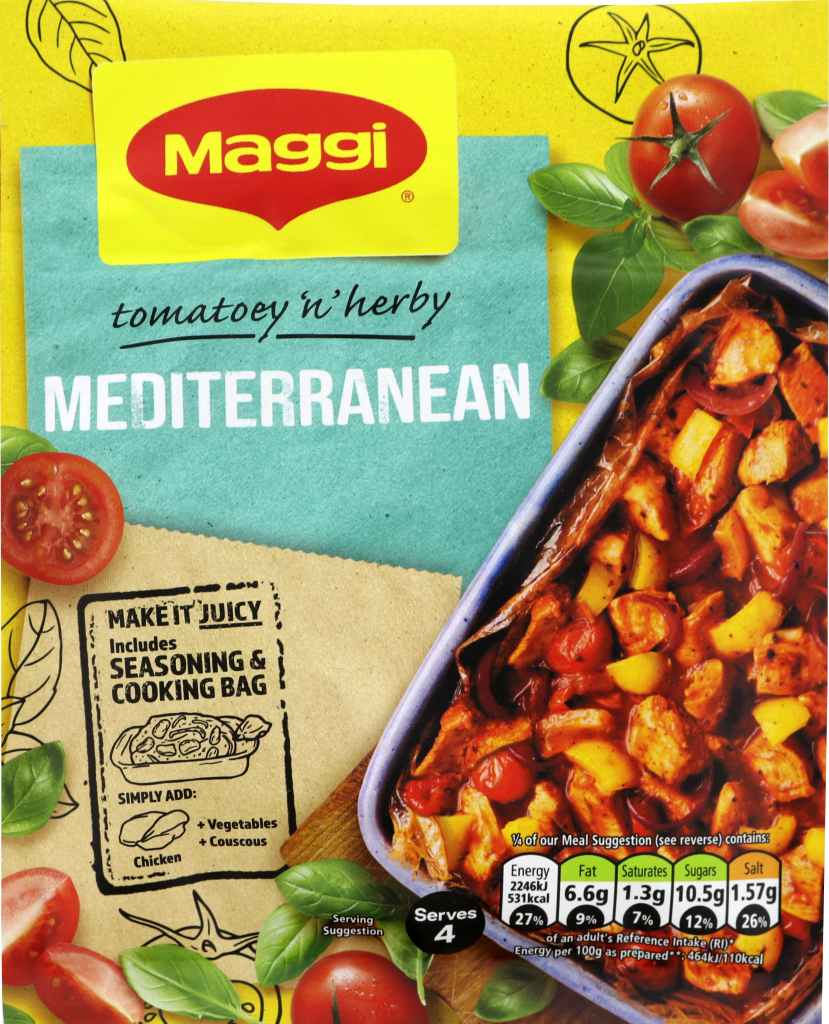 Maggi
®
tomatoey 'n' herby
MEDITERRANEAN
MAKE IT JUICY
Includes
SEASONING &
COOKING BAG
SIMPLY ADD:
+ Vegetables
+ Couscous
Chicken
Serving
Suggestion
Serves
4
¼ of our Meal Suggestion (see reverse) contains:
Energy Fat Saturates Sugars Salt
2246kJ
531kcal 6.6g 1.3g 10.5g 1.57g
27% 9% 7% 12% 26%
of an adult's Reference Intake (RI)*
Energy per 100g as prepared**: 464kJ/110kcal